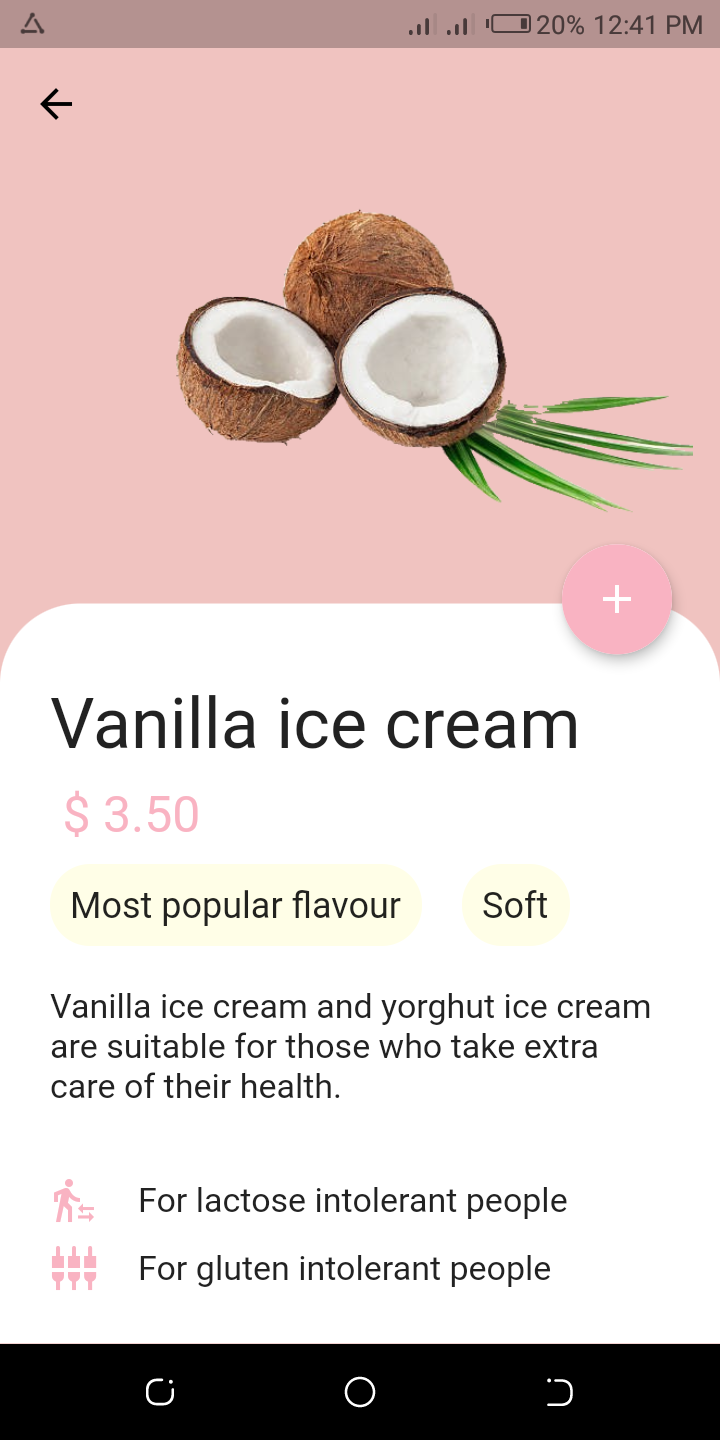 20% 12:41 PM
Vanilla ice cream
$ 3.50
Most popular flavour Soft
Vanilla ice cream and yorghut ice cream
are suitable for those who take extra
care of their health.
For lactose intolerant people
For gluten intolerant people